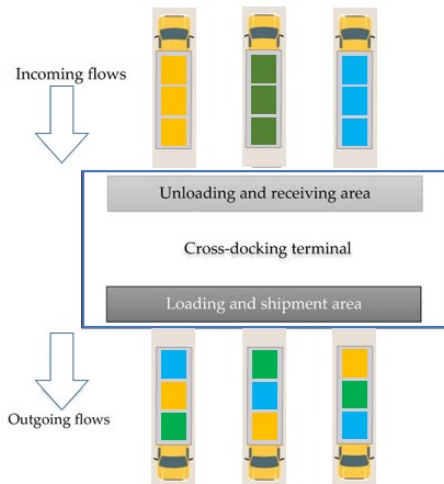 Incoming flows
Unloading and receiving area
Cross-docking terminal
Loading and shipment area
Outgoing flows